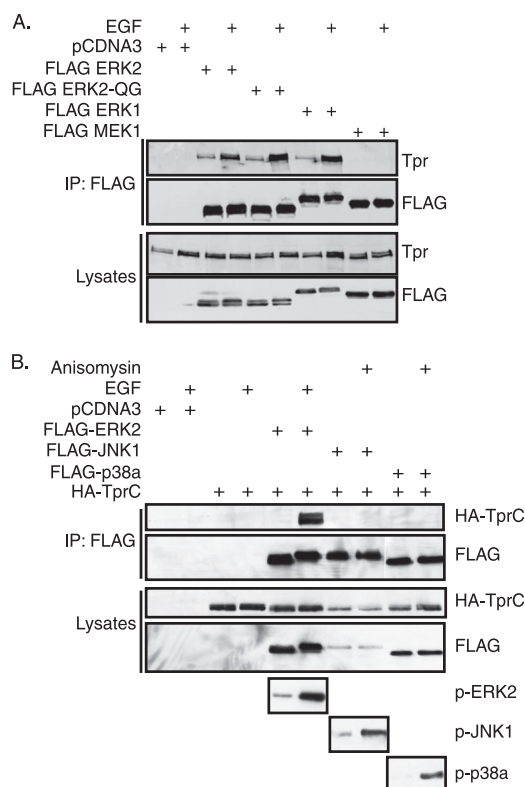 A.
EGF + + + + +
pCDNA3 + +
FLAG ERK2 + +
FLAG ERK2-QG + +
FLAG ERK1 + +
FLAG MEK1 + +
IP: FLAG
Tpr
FLAG
Lysates
Tpr
FLAG
B.
Anisomysin + +
EGF + + +
pCDNA3 + +
FLAG-ERK2 + +
FLAG-JNK1 + +
FLAG-p38a + +
HA-TprC + + + + + + + +
IP: FLAG
HA-TprC
FLAG
Lysates
HA-TprC
FLAG
p-ERK2
p-JNK1
p-p38a